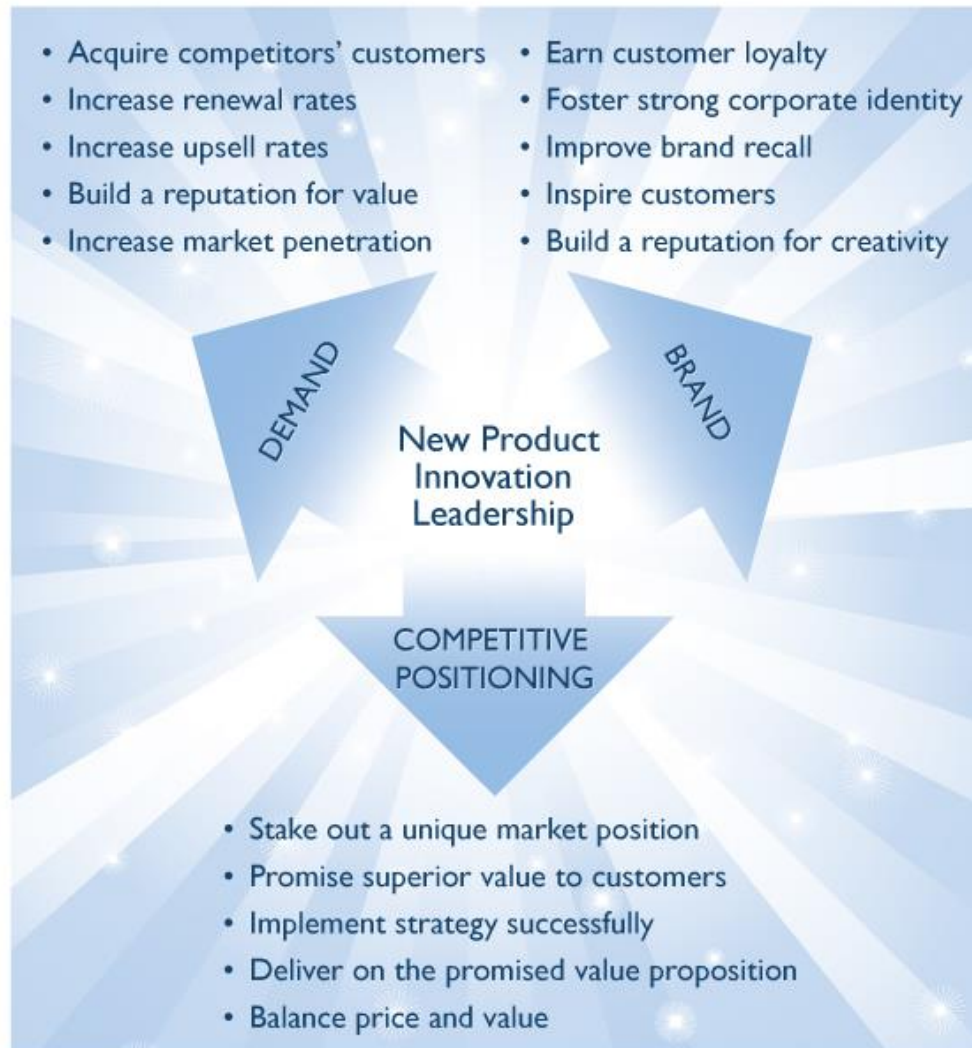 • Acquire competitors’ customers
• Increase renewal rates
• Increase upsell rates
• Build a reputation for value
• Increase market penetration
• Earn customer loyalty
• Foster strong corporate identity
• Improve brand recall
• Inspire customers
• Build a reputation for creativity
DEMAND
BRAND
New Product
Innovation
Leadership
COMPETITIVE
POSITIONING
• Stake out a unique market position
• Promise superior value to customers
• Implement strategy successfully
• Deliver on the promised value proposition
• Balance price and value